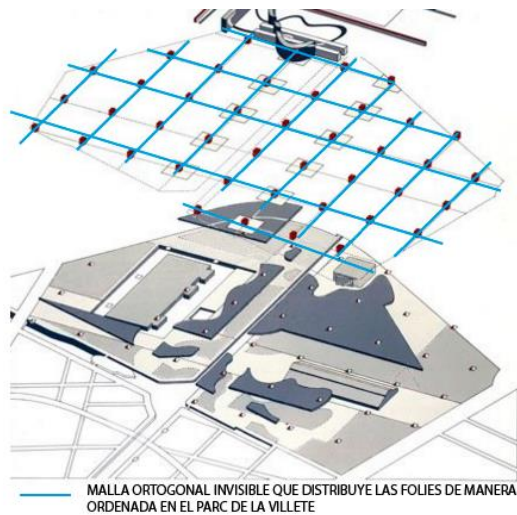 MALLA ORTOGONAL INVISIBLE QUE DISTRIBUYE LAS FOLIES DE MANERA
ORDENADA EN EL PARC DE LA VILLETE